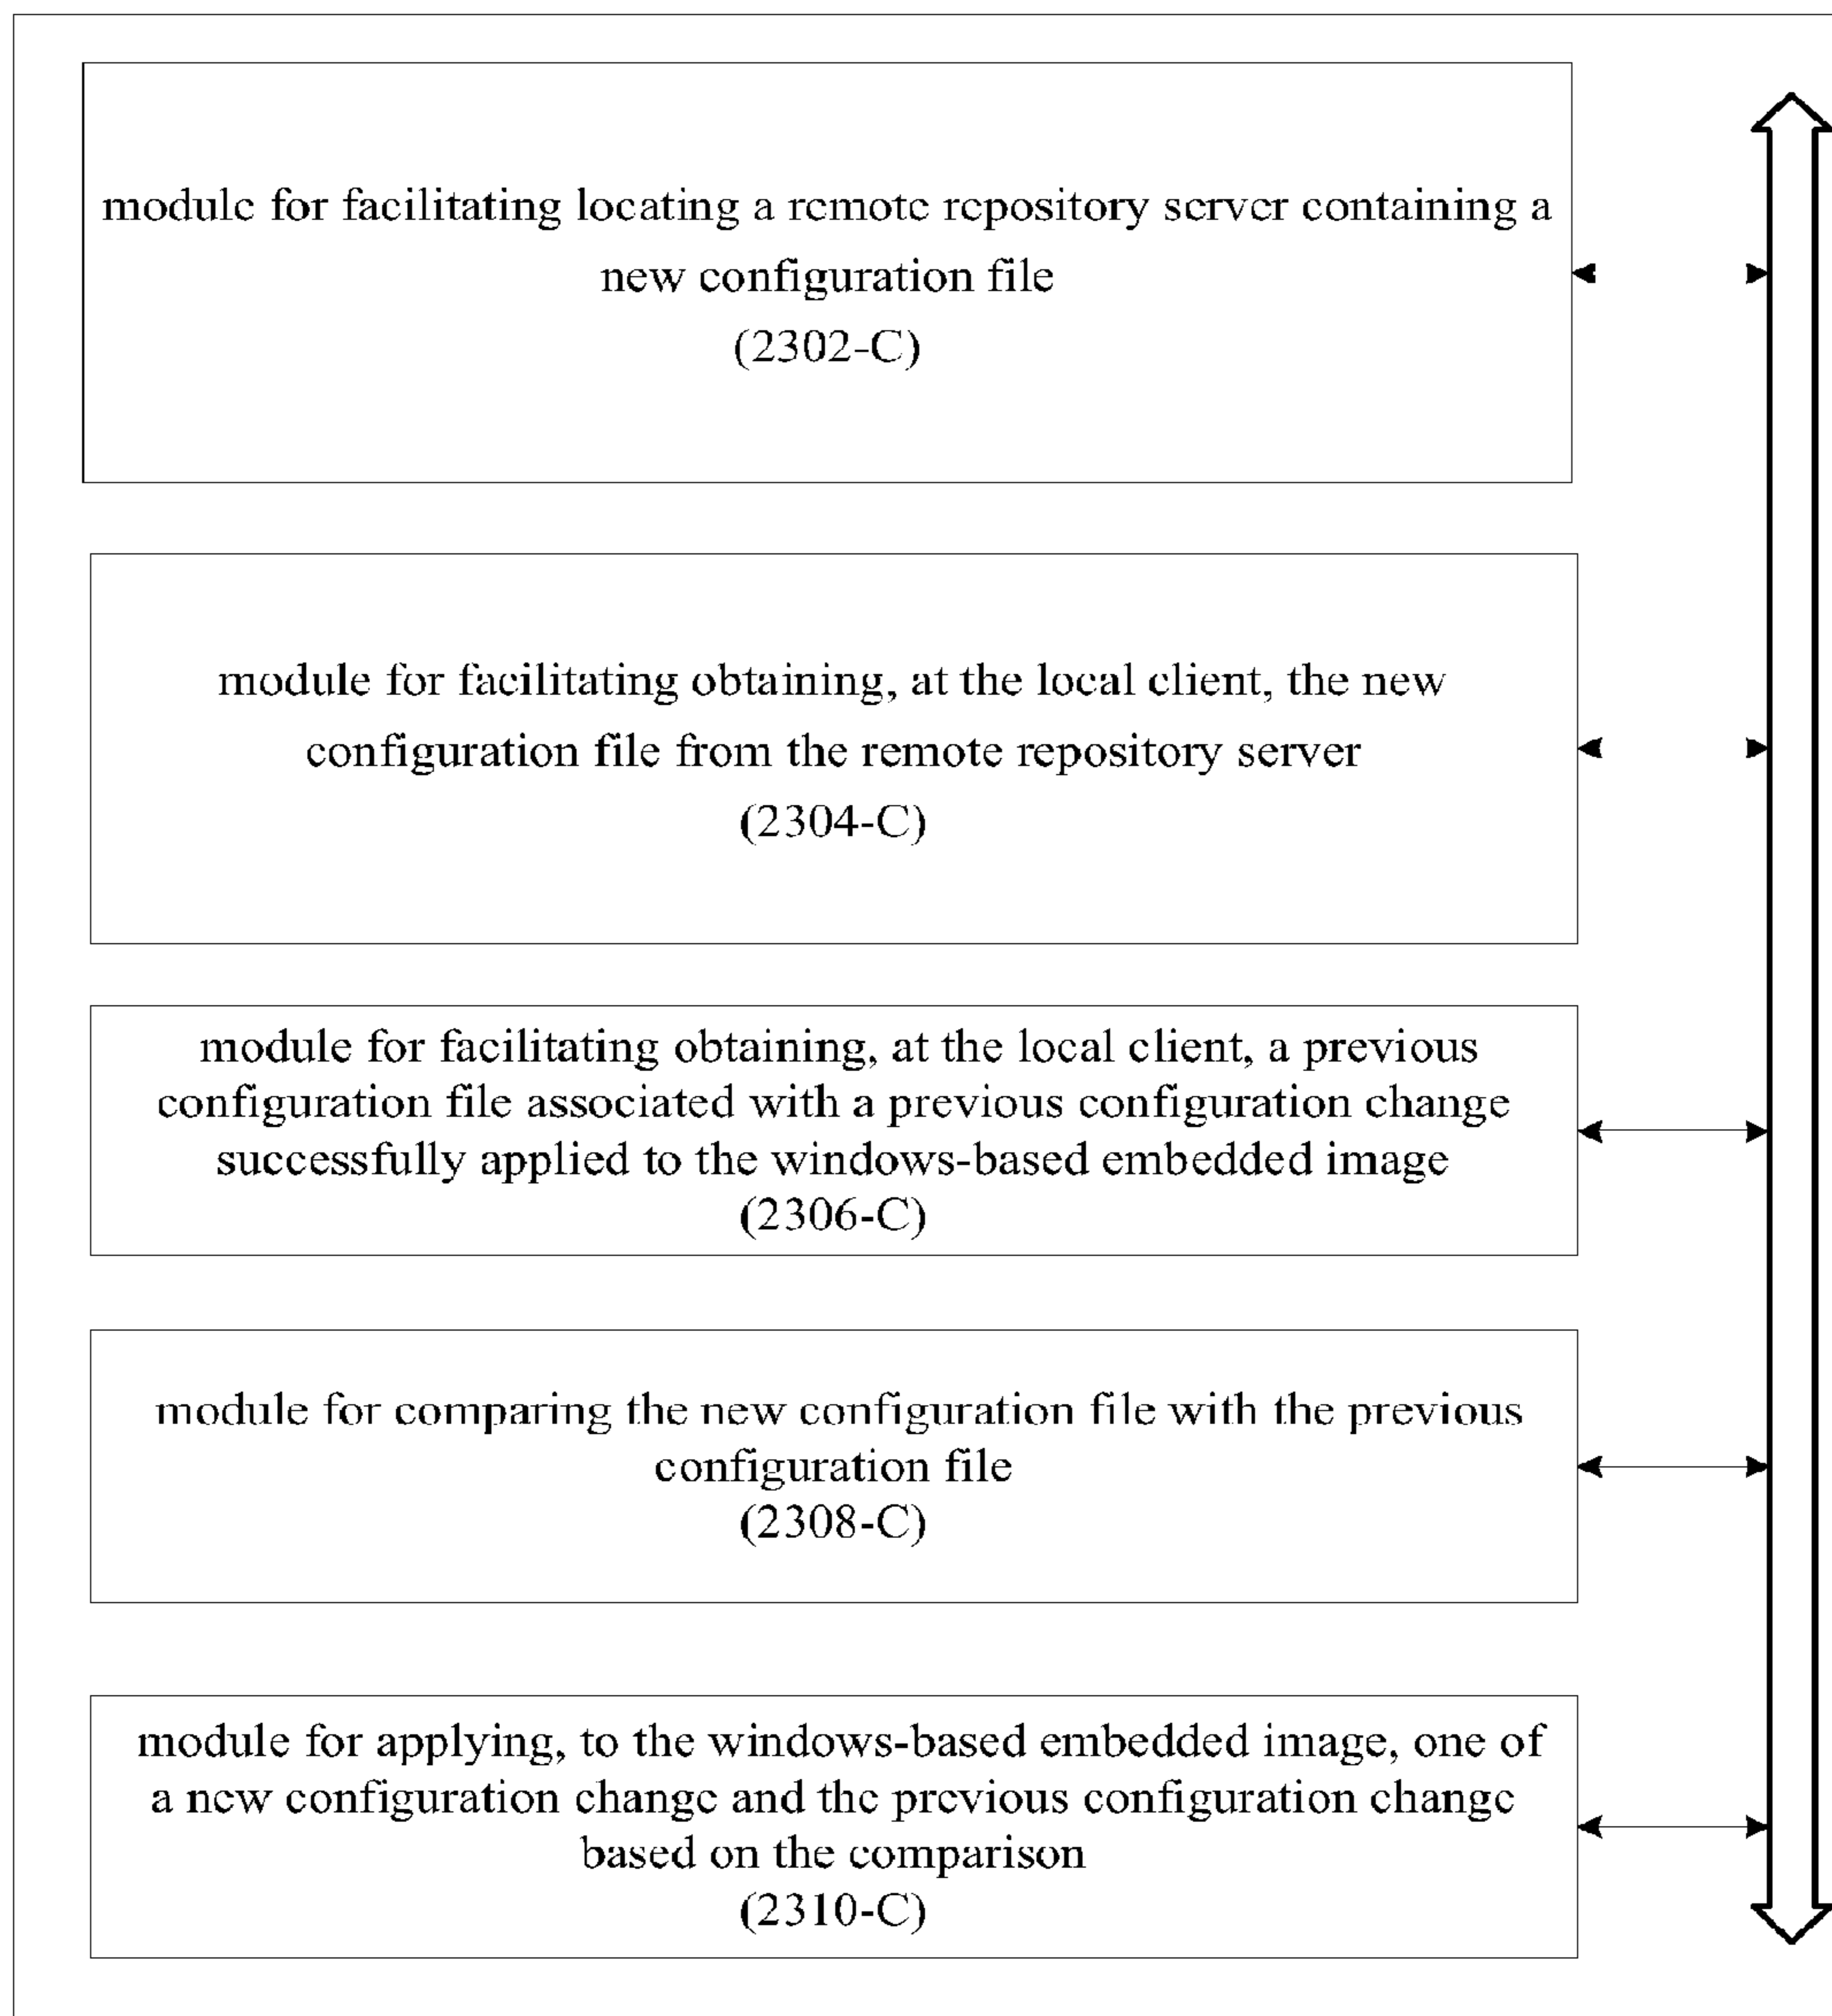 module for facilitating locating a remote repository server containing a
new configuration file
(2302-C)
module for facilitating obtaining, at the local client, the new
configuration file from the remote repository server
(2304-C)
module for facilitating obtaining, at the local client, a previous
configuration file associated with a previous configuration change
successfully applied to the windows-based embedded image
(2306-C)
module for comparing the new configuration file with the previous
configuration file
(2308-C)
module for applying, to the windows-based embedded image, one of
a new configuration change and the previous configuration change
based on the comparison
(2310-C)